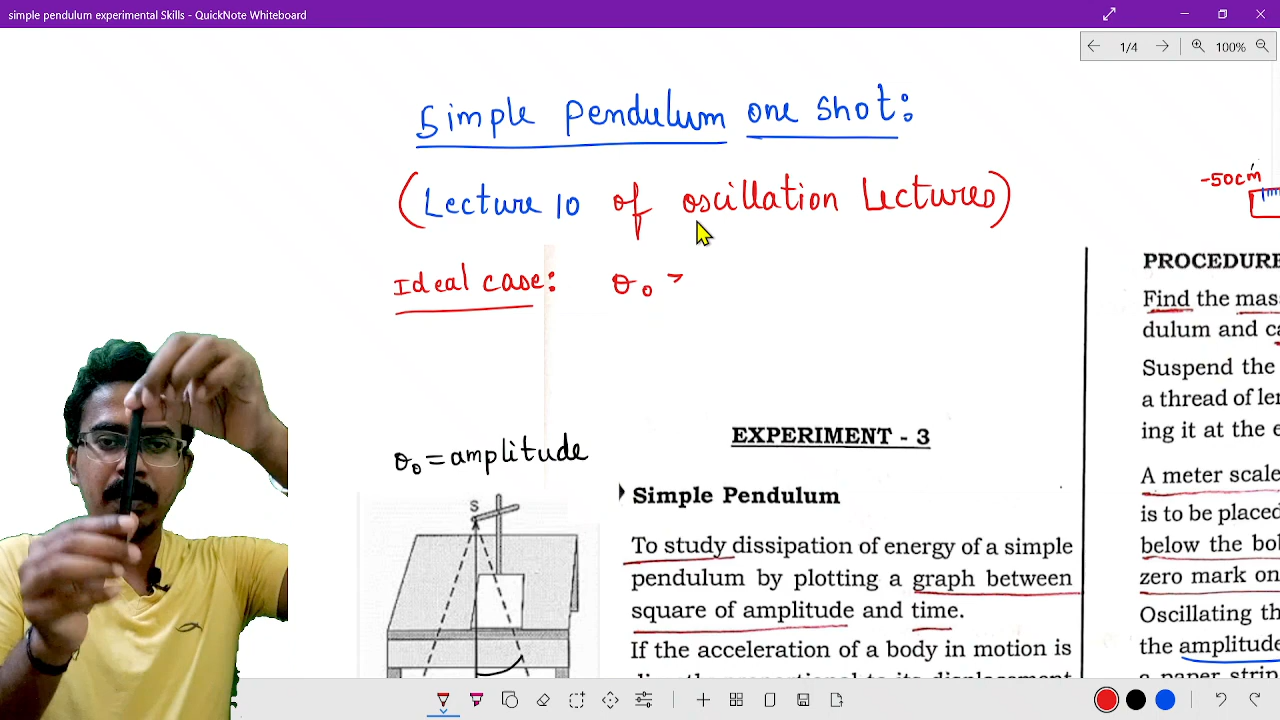 simple pendulum experimental Skills - QuickNote Whiteboard
1/4
100%
Simple pendulum one shot:
(Lecture 10 of oscillation Lectures)
-50cm
Ideal case: θ₀
PROCEDURE
Find the mas
dulum and ca
Suspend the
a thread of ler
ing it at the e
A meter scale
is to be placed
below the bo
zero mark on
Oscillating th
the amplitude
a paper strip
EXPERIMENT - 3
θ₀ = amplitude
S
Simple Pendulum
To study dissipation of energy of a simple
pendulum by plotting a graph between
square of amplitude and time.
If the acceleration of a body in motion is